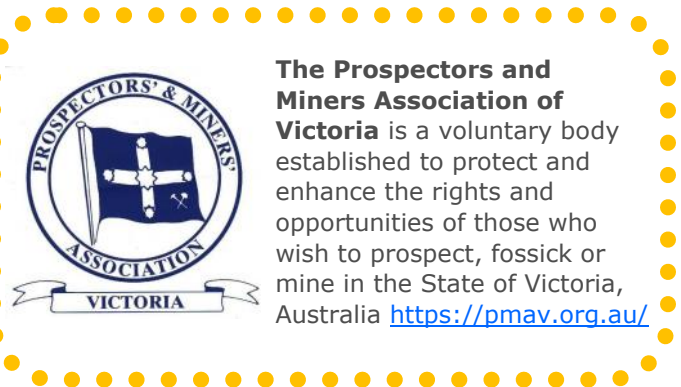 PROSPECTORS' & MINERS'
ASSOCIATION
VICTORIA
The Prospectors and
Miners Association of
Victoria is a voluntary body
established to protect and
enhance the rights and
opportunities of those who
wish to prospect, fossick or
mine in the State of Victoria,
Australia https://pmav.org.au/